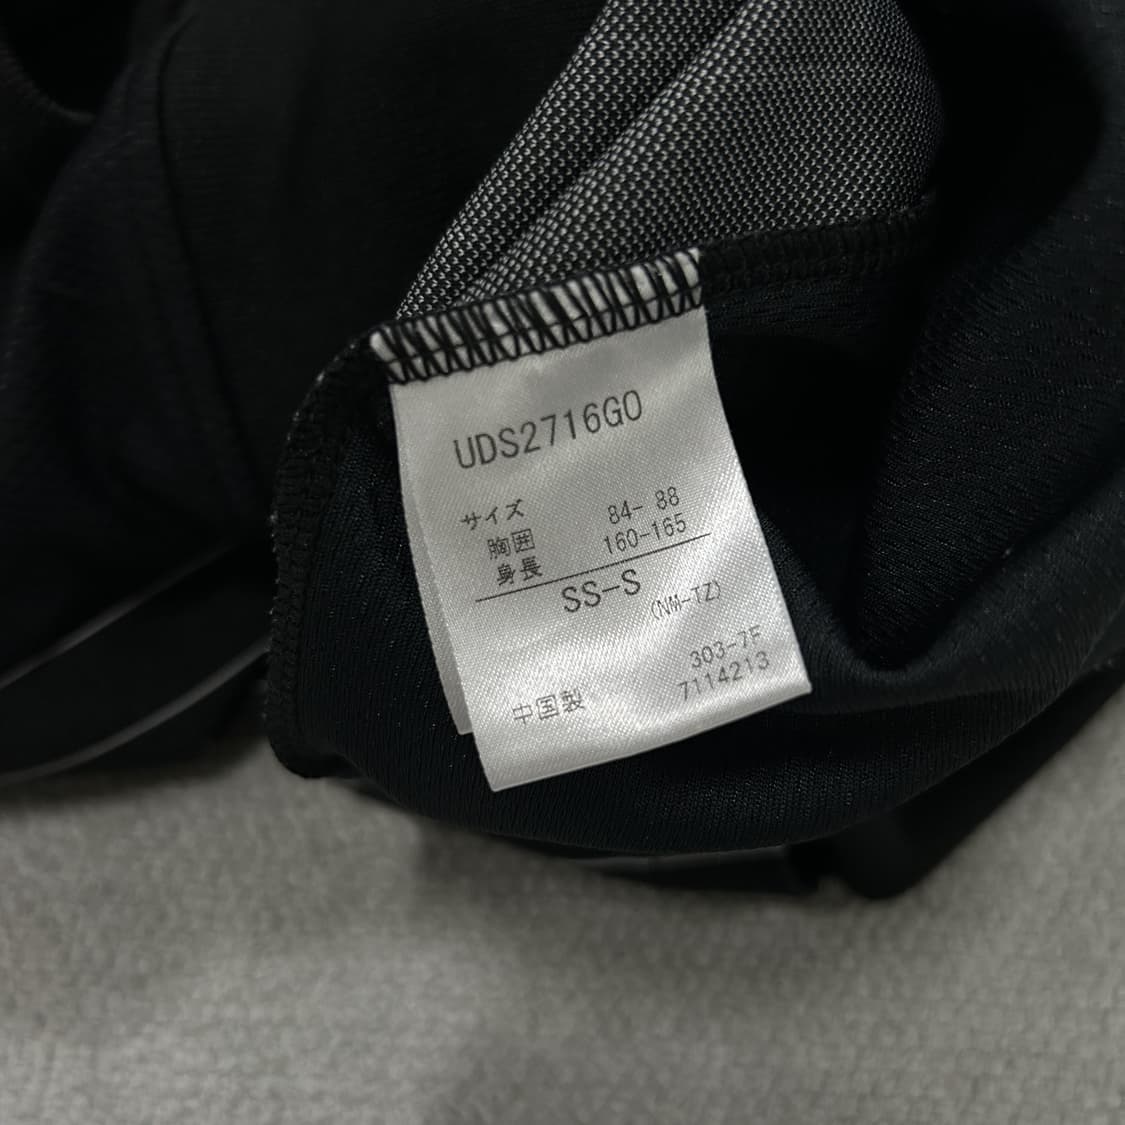 UDS2716GO
サイズ
胸囲 84- 88
身長 160-165
SS-S
(NM-TZ)
303-7F
中国製 7114213